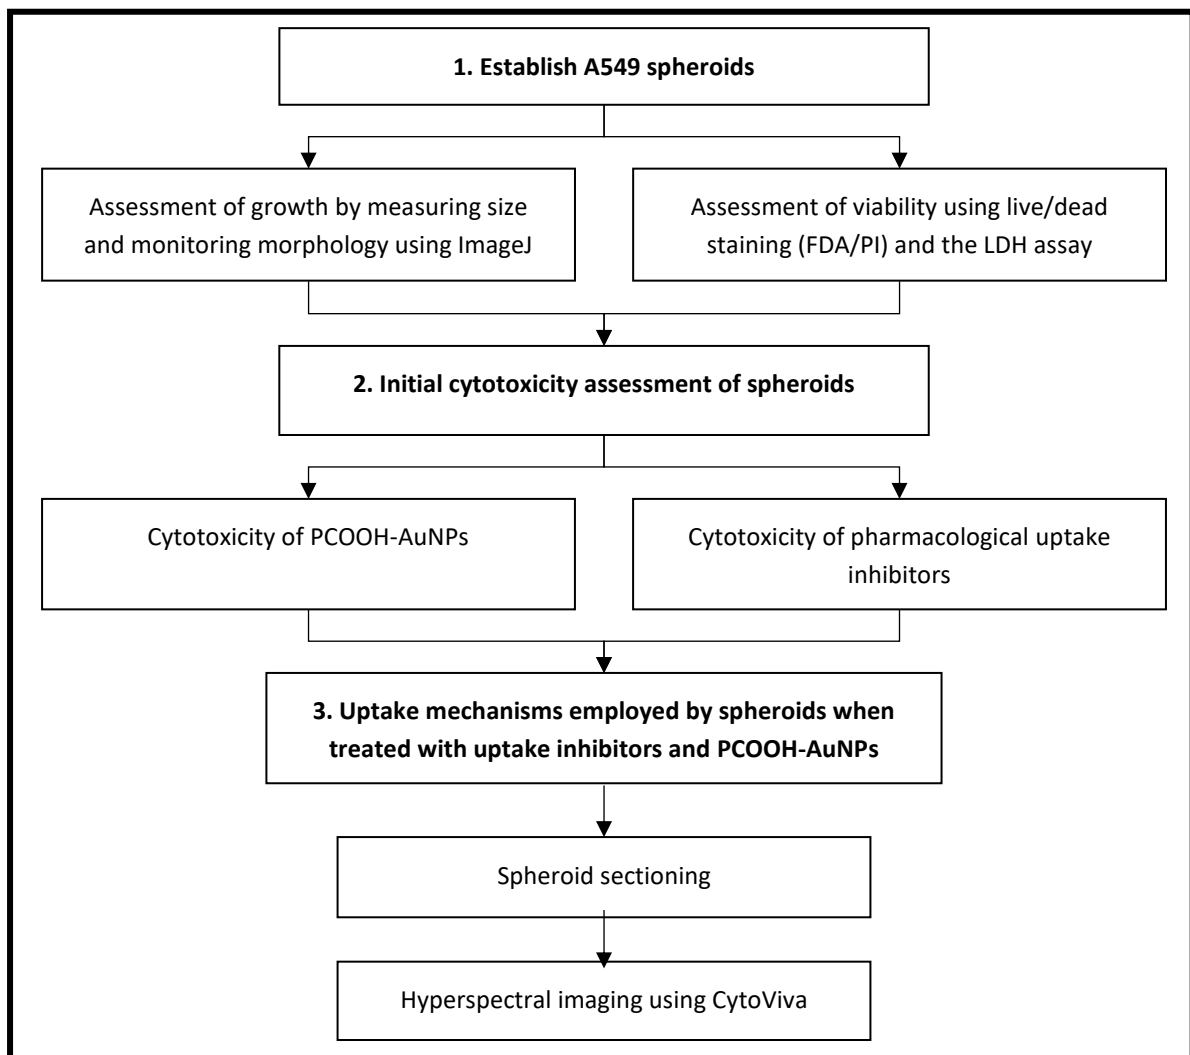 1. Establish A549 spheroids
Assessment of growth by measuring size
and monitoring morphology using ImageJ
Assessment of viability using live/dead
staining (FDA/PI) and the LDH assay
2. Initial cytotoxicity assessment of spheroids
Cytotoxicity of PCOOH-AuNPs
Cytotoxicity of pharmacological uptake
inhibitors
3. Uptake mechanisms employed by spheroids when
treated with uptake inhibitors and PCOOH-AuNPs
Spheroid sectioning
Hyperspectral imaging using CytoViva